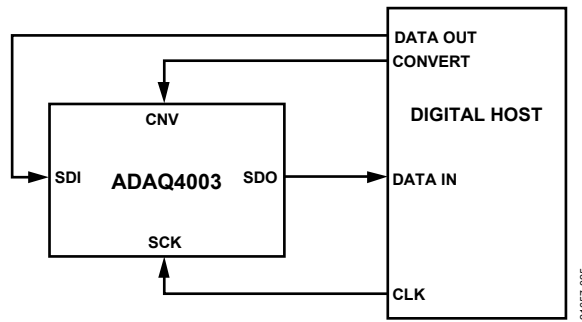 DATA OUT
CONVERT
CNV
DIGITAL HOST
SDI
ADAQ4003
SDO
DATA IN
SCK
CLK